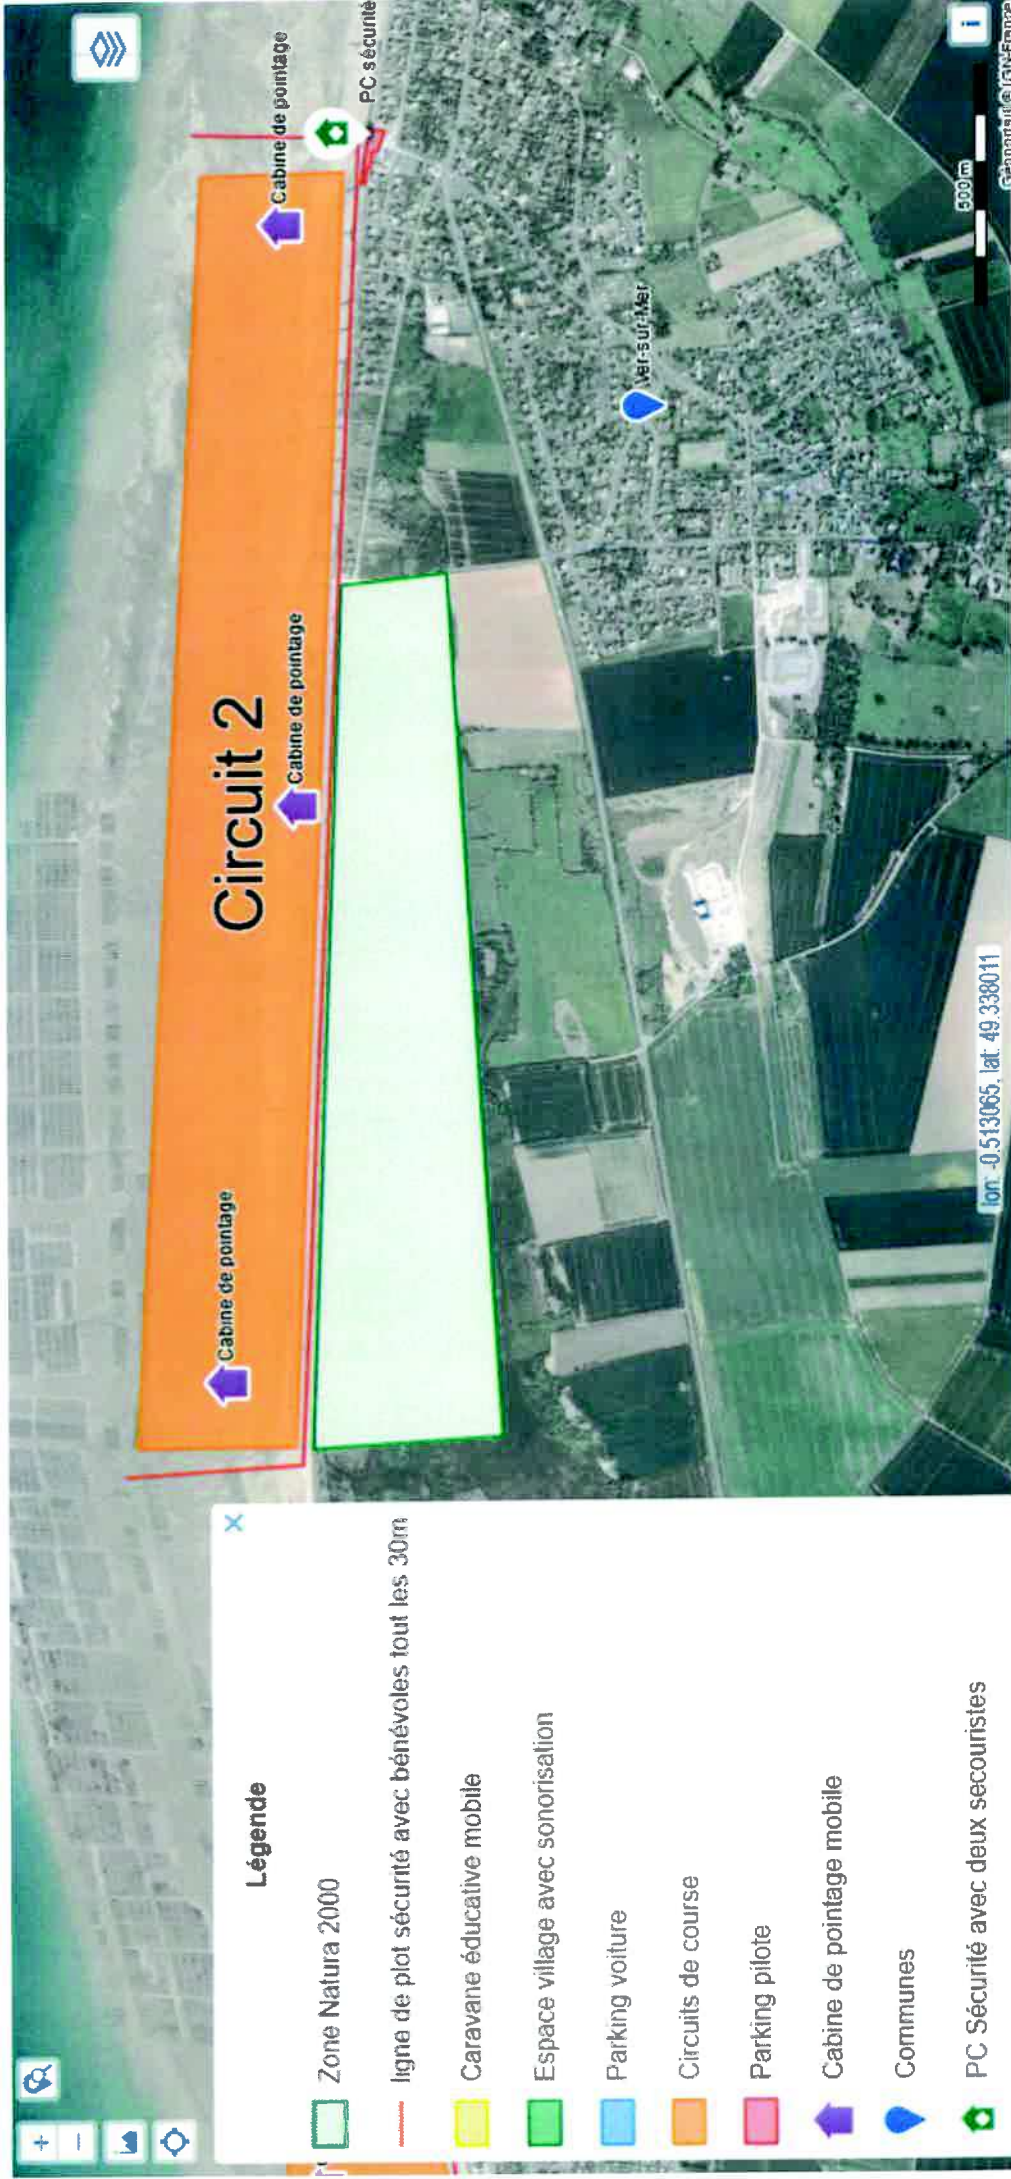 Légende
Zone Natura 2000
ligne de plot sécurité avec bénévoles tout les 30m
Caravane éducative mobile
Espace village avec sonorisation
Parking voiture
Circuits de course
Parking pilote
Cabine de pointage mobile
Communes
PC Sécurité avec deux secouristes
Cabine de pointage
Circuit 2
Cabine de pointage
Cabine de pointage
PC sécurité
Ver-sur-Mer
lon: -0.513065, lat: 49.338011
500 m
Géoportail © IGN-France